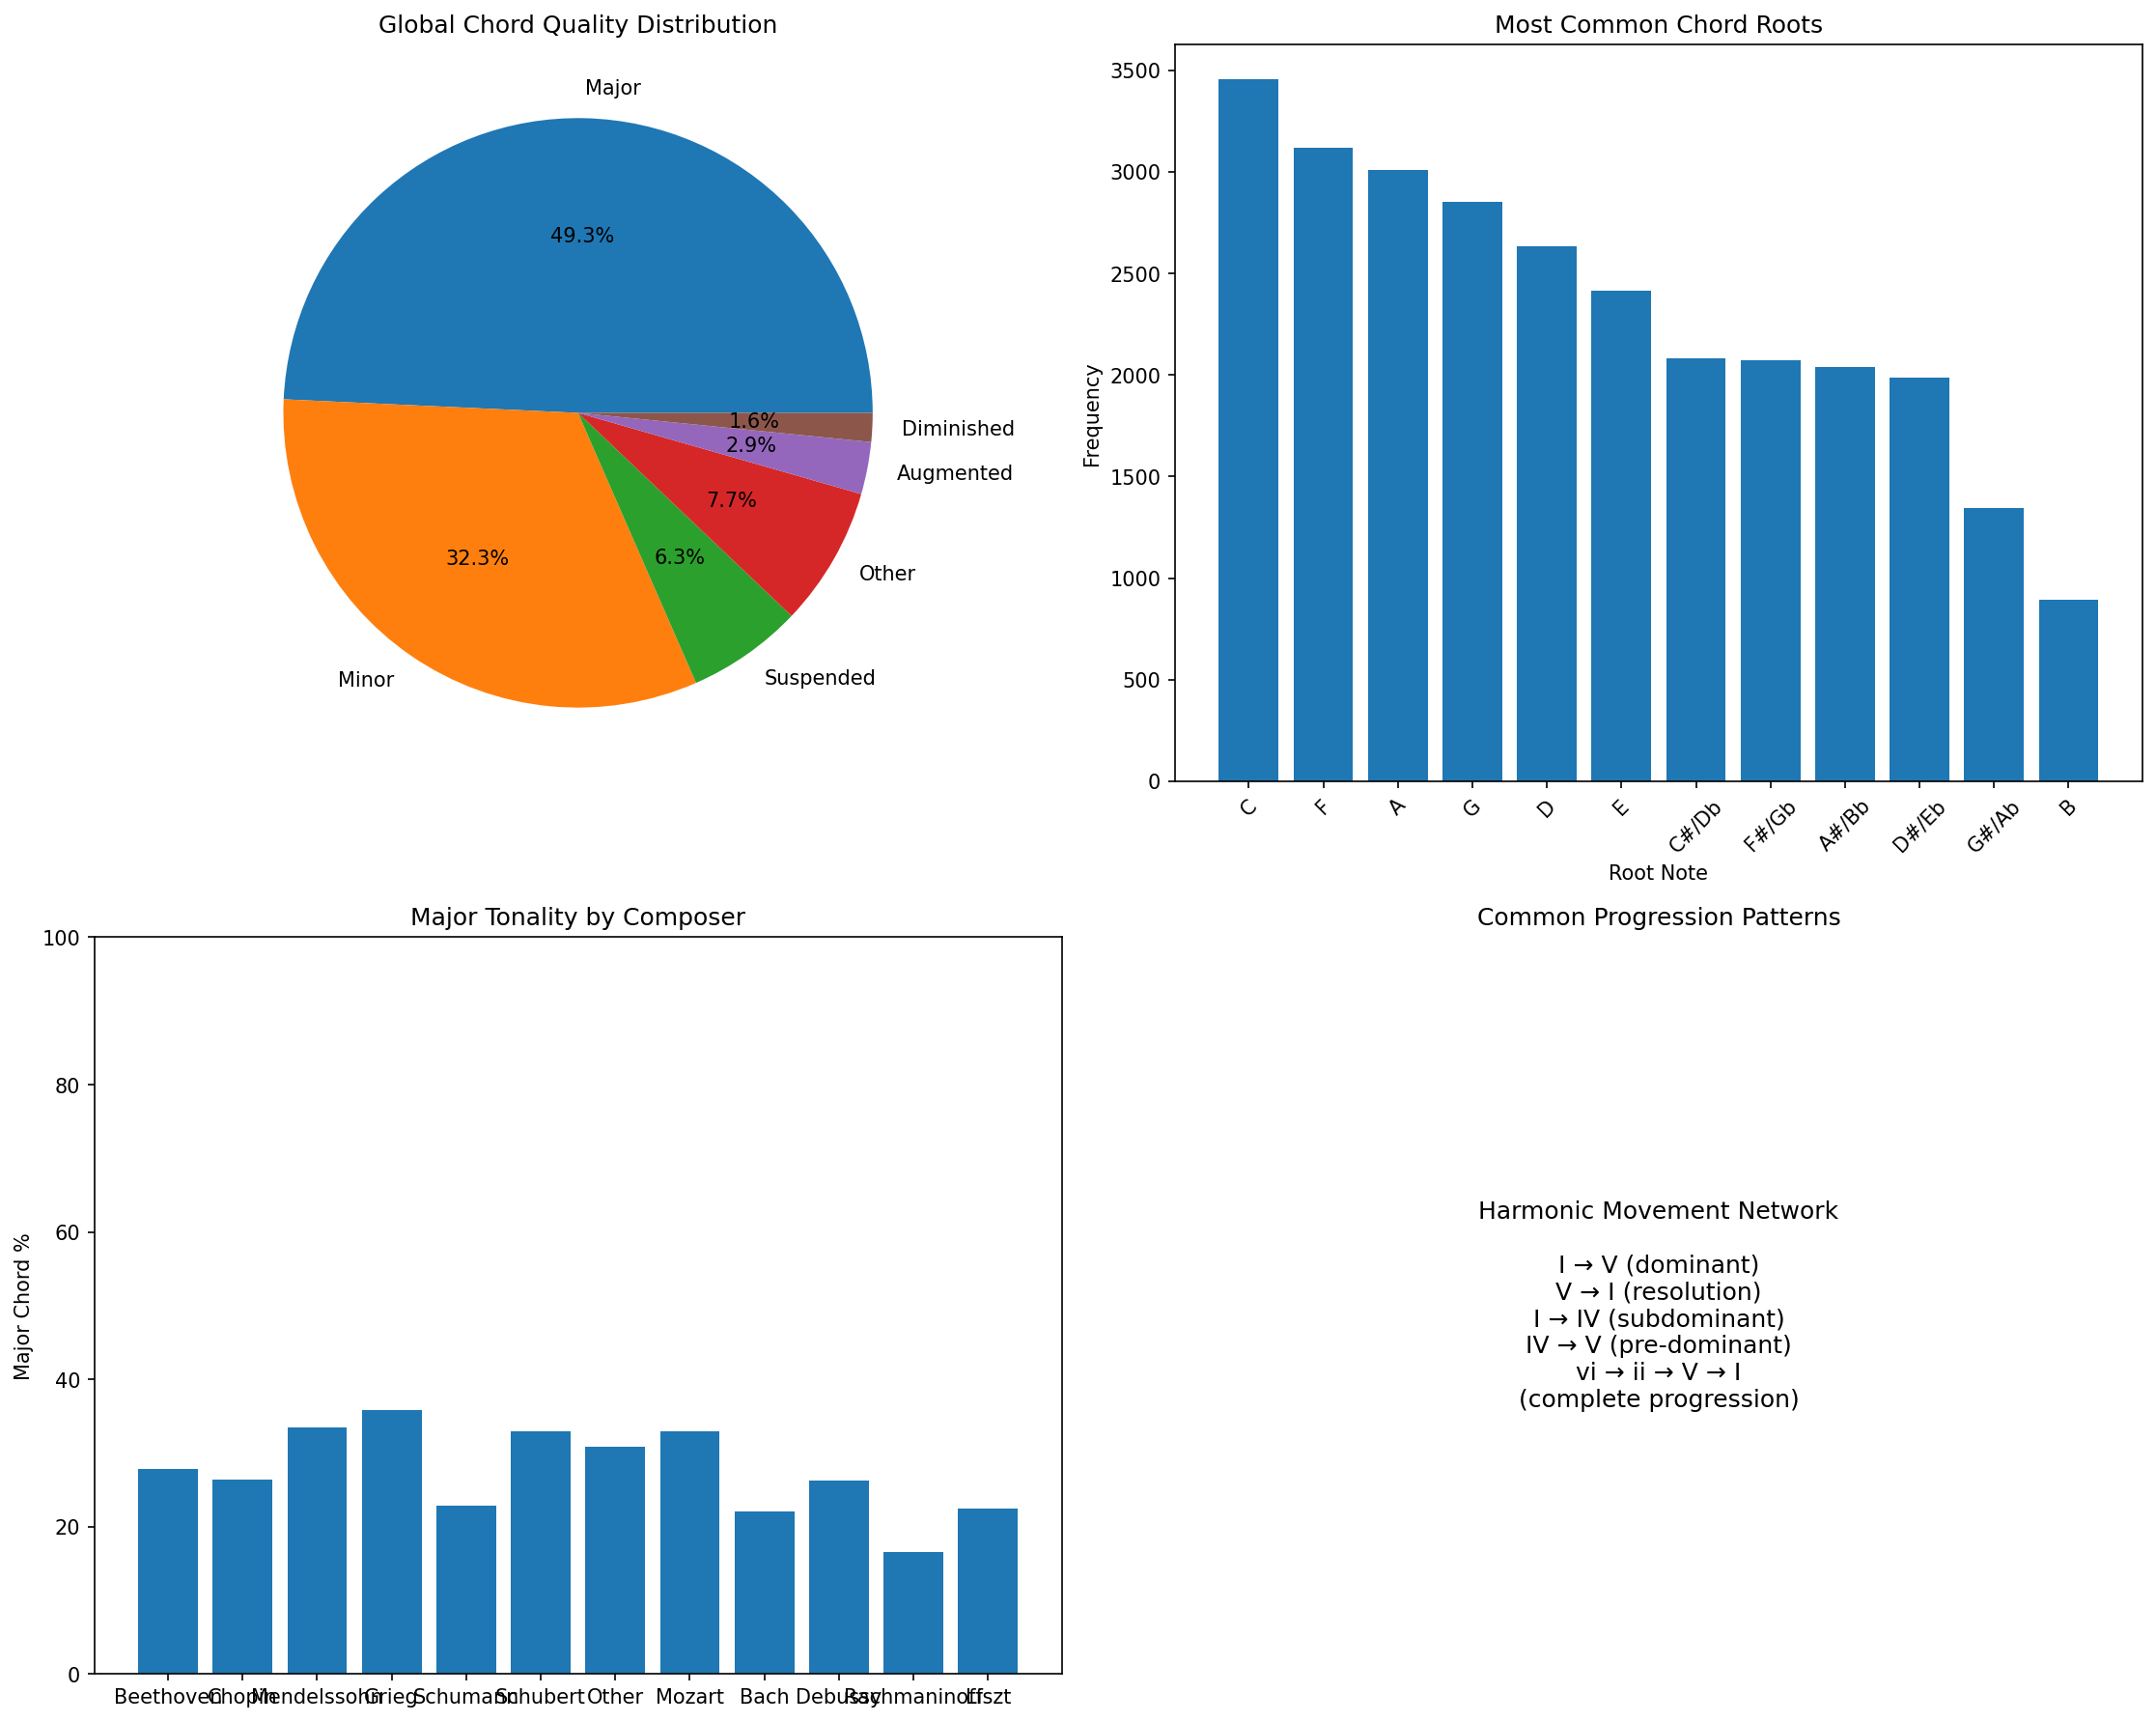 Global Chord Quality Distribution
Major
49.3%
1.6%
Diminished
2.9%
Augmented
7.7%
32.3%
6.3%
Other
Minor
Suspended
Most Common Chord Roots
3500
3000
2500
2000
1500
1000
500
0
Frequency
C
F
A
G
D
E
C#/Db
F#/Gb
A#/Bb
D#/Eb
G#/Ab
B
Root Note
Major Tonality by Composer
100
80
60
40
20
0
Major Chord %
Beethoven
Chopin
Mendelssohn
Grieg
Schumann
Schubert
Other
Mozart
Bach
Debussy
Rachmaninoff
Liszt
Common Progression Patterns
Harmonic Movement Network
I → V (dominant)
V → I (resolution)
I → IV (subdominant)
IV → V (pre-dominant)
vi → ii → V → I
(complete progression)